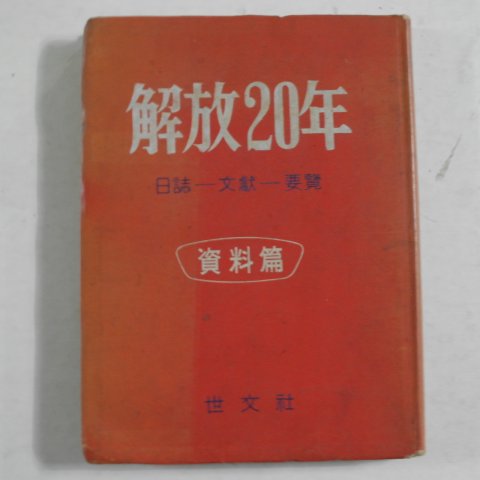 解放20年
日誌—文獻—要覽
資料篇
世文社